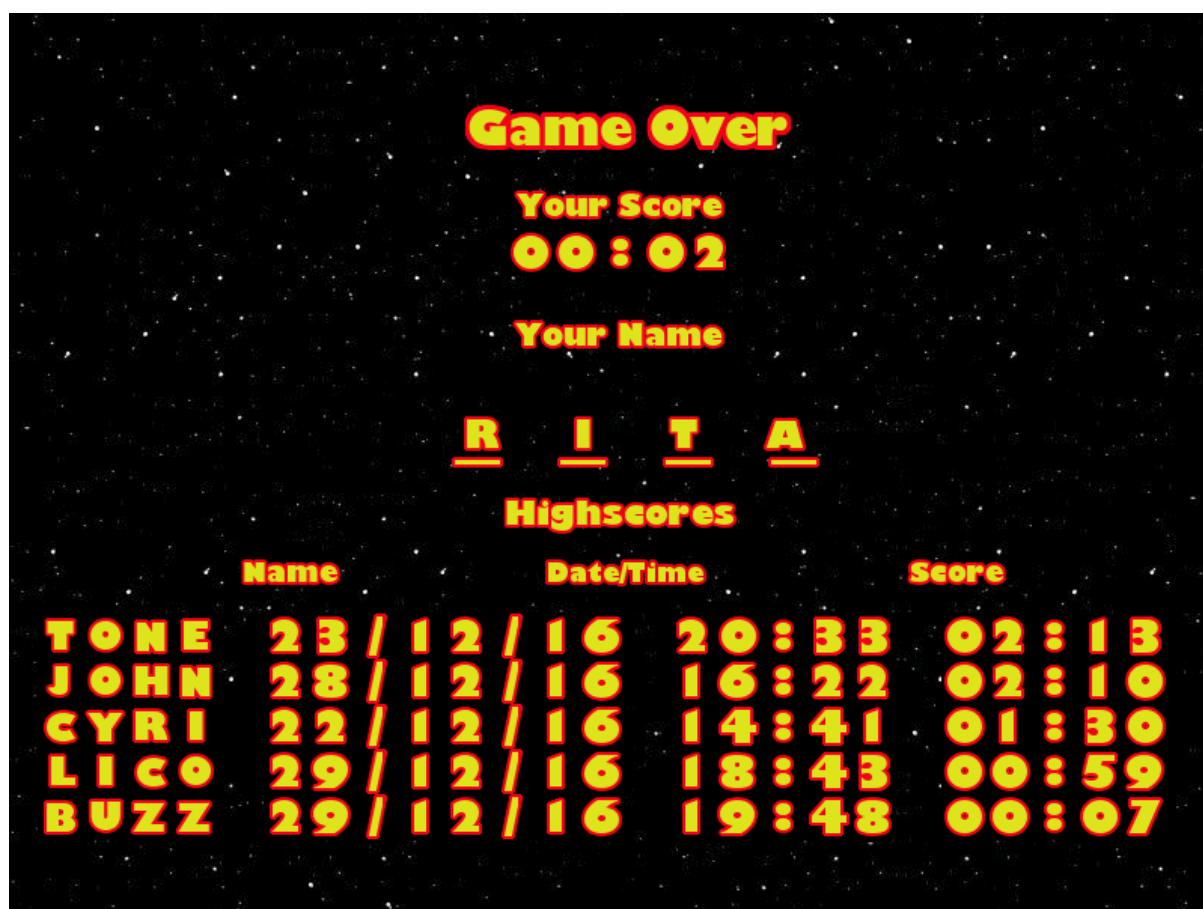 Game Over
Your Score
00:02
Your Name
R I T A
Highscores
Name Date/Time Score
TONE 23/12/16 20:33 02:13
JOHN 28/12/16 16:22 02:10
CYRI 22/12/16 14:41 01:30
LICO 29/12/16 18:43 00:59
BUZZ 29/12/16 19:48 00:07